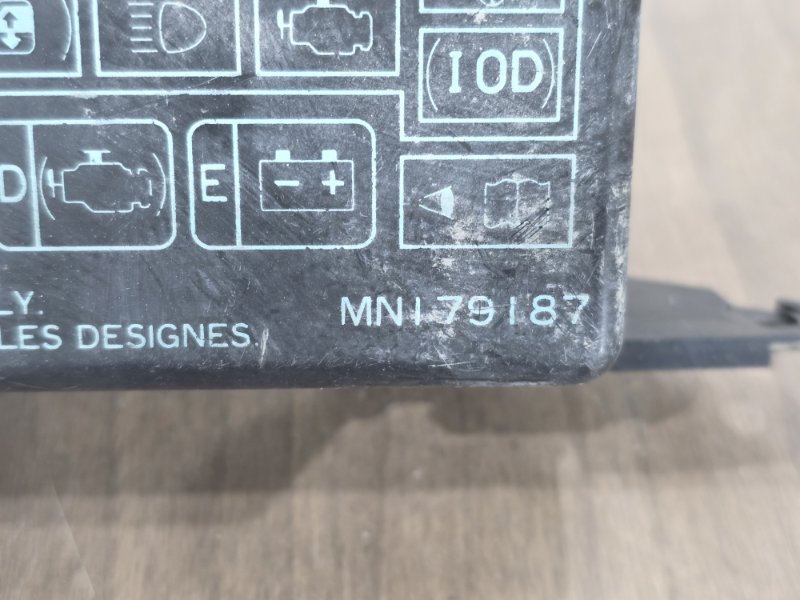 IOD
D
E
- +
LY.
LES DESIGNES.
MN179187